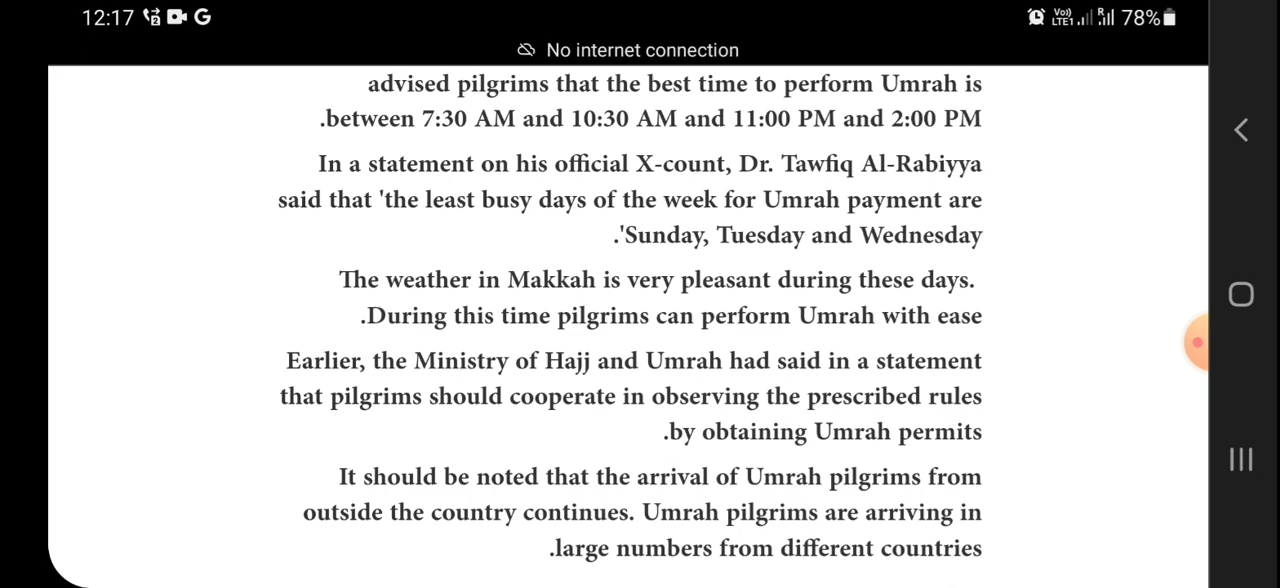 12:17
Vo)) LTE1 R 78%
No internet connection
advised pilgrims that the best time to perform Umrah is
.between 7:30 AM and 10:30 AM and 11:00 PM and 2:00 PM
In a statement on his official X-count, Dr. Tawfiq Al-Rabiyya
said that 'the least busy days of the week for Umrah payment are
.'Sunday, Tuesday and Wednesday
The weather in Makkah is very pleasant during these days.
.During this time pilgrims can perform Umrah with ease
Earlier, the Ministry of Hajj and Umrah had said in a statement
that pilgrims should cooperate in observing the prescribed rules
.by obtaining Umrah permits
It should be noted that the arrival of Umrah pilgrims from
outside the country continues. Umrah pilgrims are arriving in
.large numbers from different countries